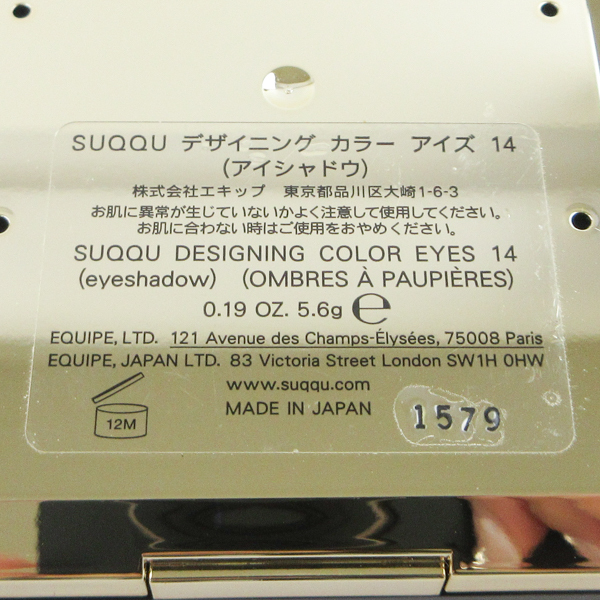 SUQQU デザイニング カラー アイズ 14
(アイシャドウ)
株式会社エキップ 東京都品川区大崎1-6-3
お肌に異常が生じていないかよく注意して使用してください。
お肌に合わない時はご使用をおやめください。
SUQQU DESIGNING COLOR EYES 14
(eyeshadow) (OMBRES À PAUPIÈRES)
0.19 OZ. 5.6g ℮
EQUIPE, LTD. 121 Avenue des Champs-Élysées, 75008 Paris
EQUIPE, JAPAN LTD. 83 Victoria Street London SW1H 0HW
www.suqqu.com
MADE IN JAPAN
12M
1579